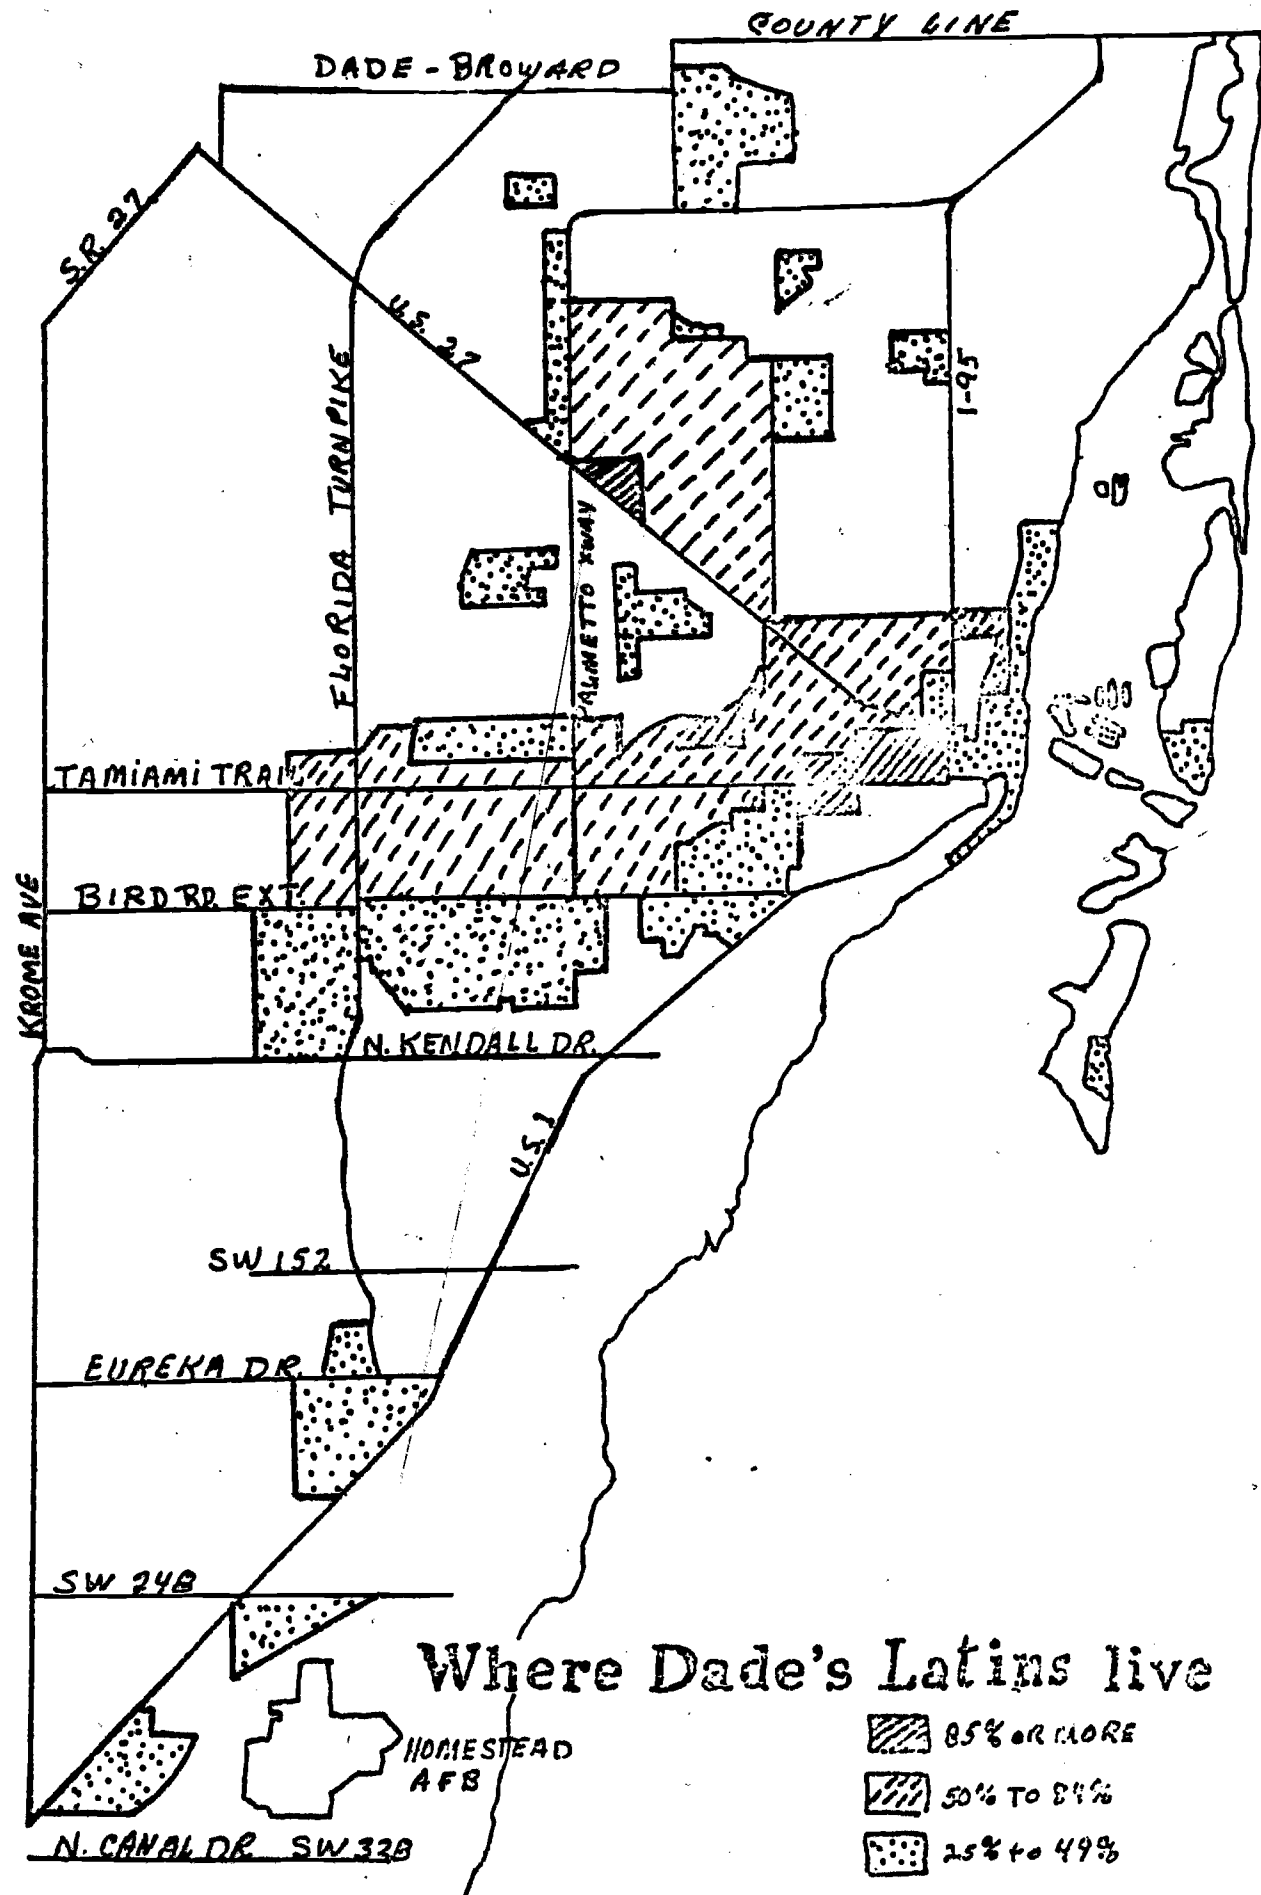 COUNTY LINE
DADE - BROWARD
S.R. 27
U.S. 27
FLORIDA TURNPIKE
I-95
PALMETTO XWAY
TAMIAMI TRAIL
BIRD RD. EXT.
KROME AVE
N. KENDALL DR.
U.S. 1
SW 152
EUREKA DR.
SW 248
Where Dade's Latins live
85% OR MORE
HOMESTEAD
AFB
50% TO 84%
25% to 49%
N. CANAL DR SW 328